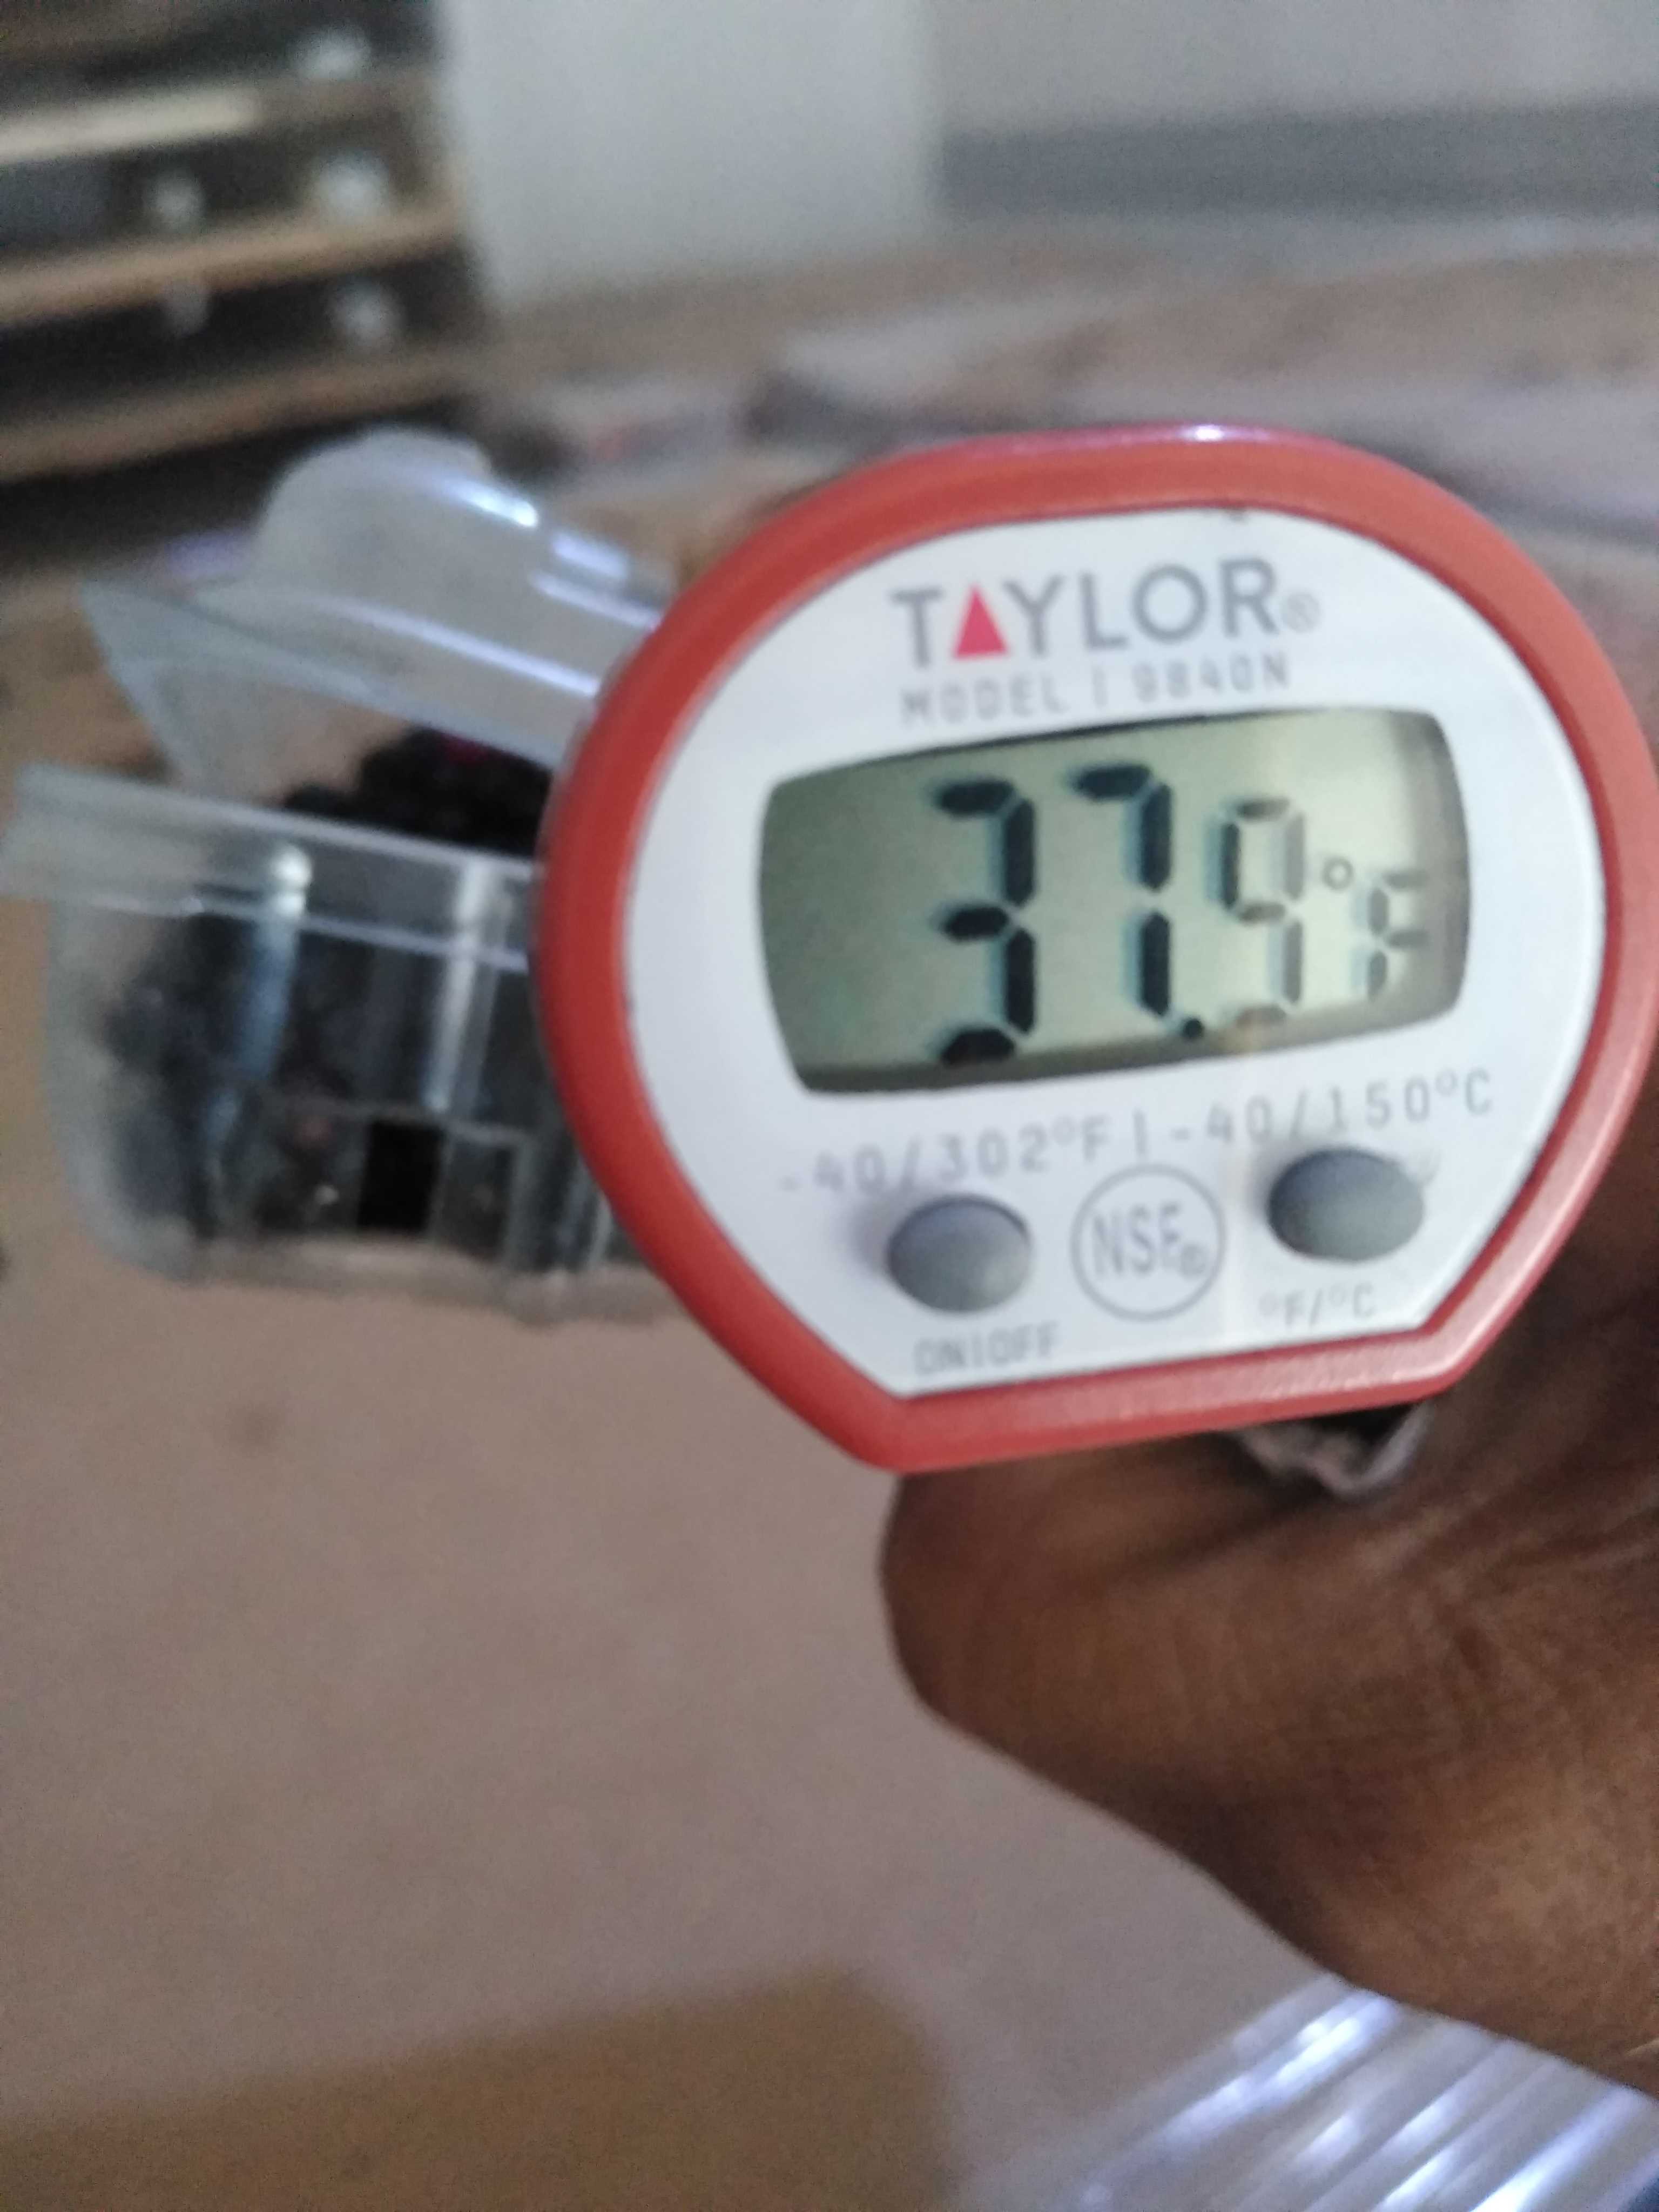 TAYLOR®
MODEL | 9840N
37.9°F
-40/302°F | -40/150°C
NSF®
ON|OFF
°F/°C